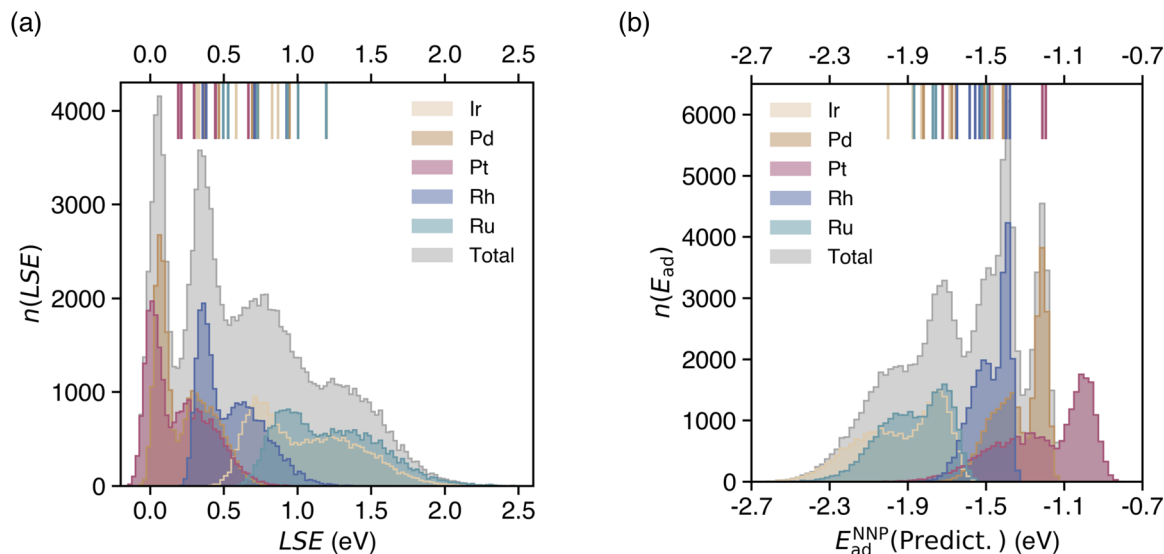 (a)
0.0 0.5 1.0 1.5 2.0 2.5
4000
3000
2000
1000
0
n(LSE)
Ir
Pd
Pt
Rh
Ru
Total
0.0 0.5 1.0 1.5 2.0 2.5
LSE (eV)
(b)
-2.7 -2.3 -1.9 -1.5 -1.1 -0.7
6000
5000
4000
3000
2000
1000
0
n(E_ad)
Ir
Pd
Pt
Rh
Ru
Total
-2.7 -2.3 -1.9 -1.5 -1.1 -0.7
E_ad^NNP(Predict.) (eV)